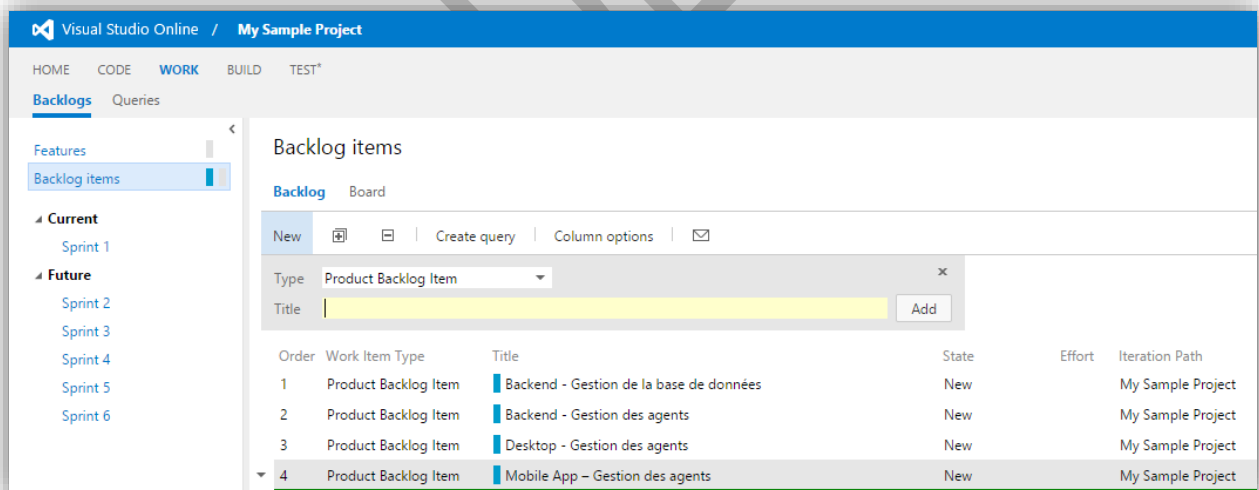 Visual Studio Online / My Sample Project
HOME CODE WORK BUILD TEST*
Backlogs Queries
Features
Backlog items
Current
Sprint 1
Future
Sprint 2
Sprint 3
Sprint 4
Sprint 5
Sprint 6
Backlog items
Backlog Board
New Create query Column options
Type Product Backlog Item
Title Add
Order Work Item Type Title State Effort Iteration Path
1 Product Backlog Item Backend - Gestion de la base de données New My Sample Project
2 Product Backlog Item Backend - Gestion des agents New My Sample Project
3 Product Backlog Item Desktop - Gestion des agents New My Sample Project
4 Product Backlog Item Mobile App – Gestion des agents New My Sample Project